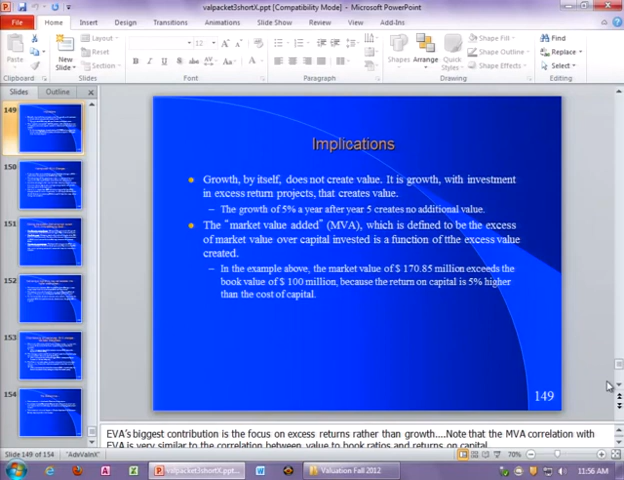 valpacket3shortX.ppt [Compatibility Mode] - Microsoft PowerPoint
File Home Insert Design Transitions Animations Slide Show Review View Add-Ins
Paste
Clipboard
New Slide
Layout
Reset
Section
Slides
12
Font
Paragraph
Shapes Arrange Quick Styles
Shape Fill
Shape Outline
Shape Effects
Drawing
Find
Replace
Select
Editing
Slides Outline
149
150
151
152
153
154
Implications
Growth, by itself, does not create value. It is growth, with investment
in excess return projects, that creates value.
– The growth of 5% a year after year 5 creates no additional value.
The "market value added" (MVA), which is defined to be the excess
of market value over capital invested is a function of tthe excess value
created.
– In the example above, the market value of $ 170.85 million exceeds the
book value of $ 100 million, because the return on capital is 5% higher
than the cost of capital.
149
EVA's biggest contribution is the focus on excess returns rather than growth....Note that the MVA correlation with
EVA is very similar to the correlation between value to book ratios and returns on capital
Slide 149 of 154 "AdvValnX" 70%
valpacket3shortX.ppt... Valuation Fall 2012 11:56 AM